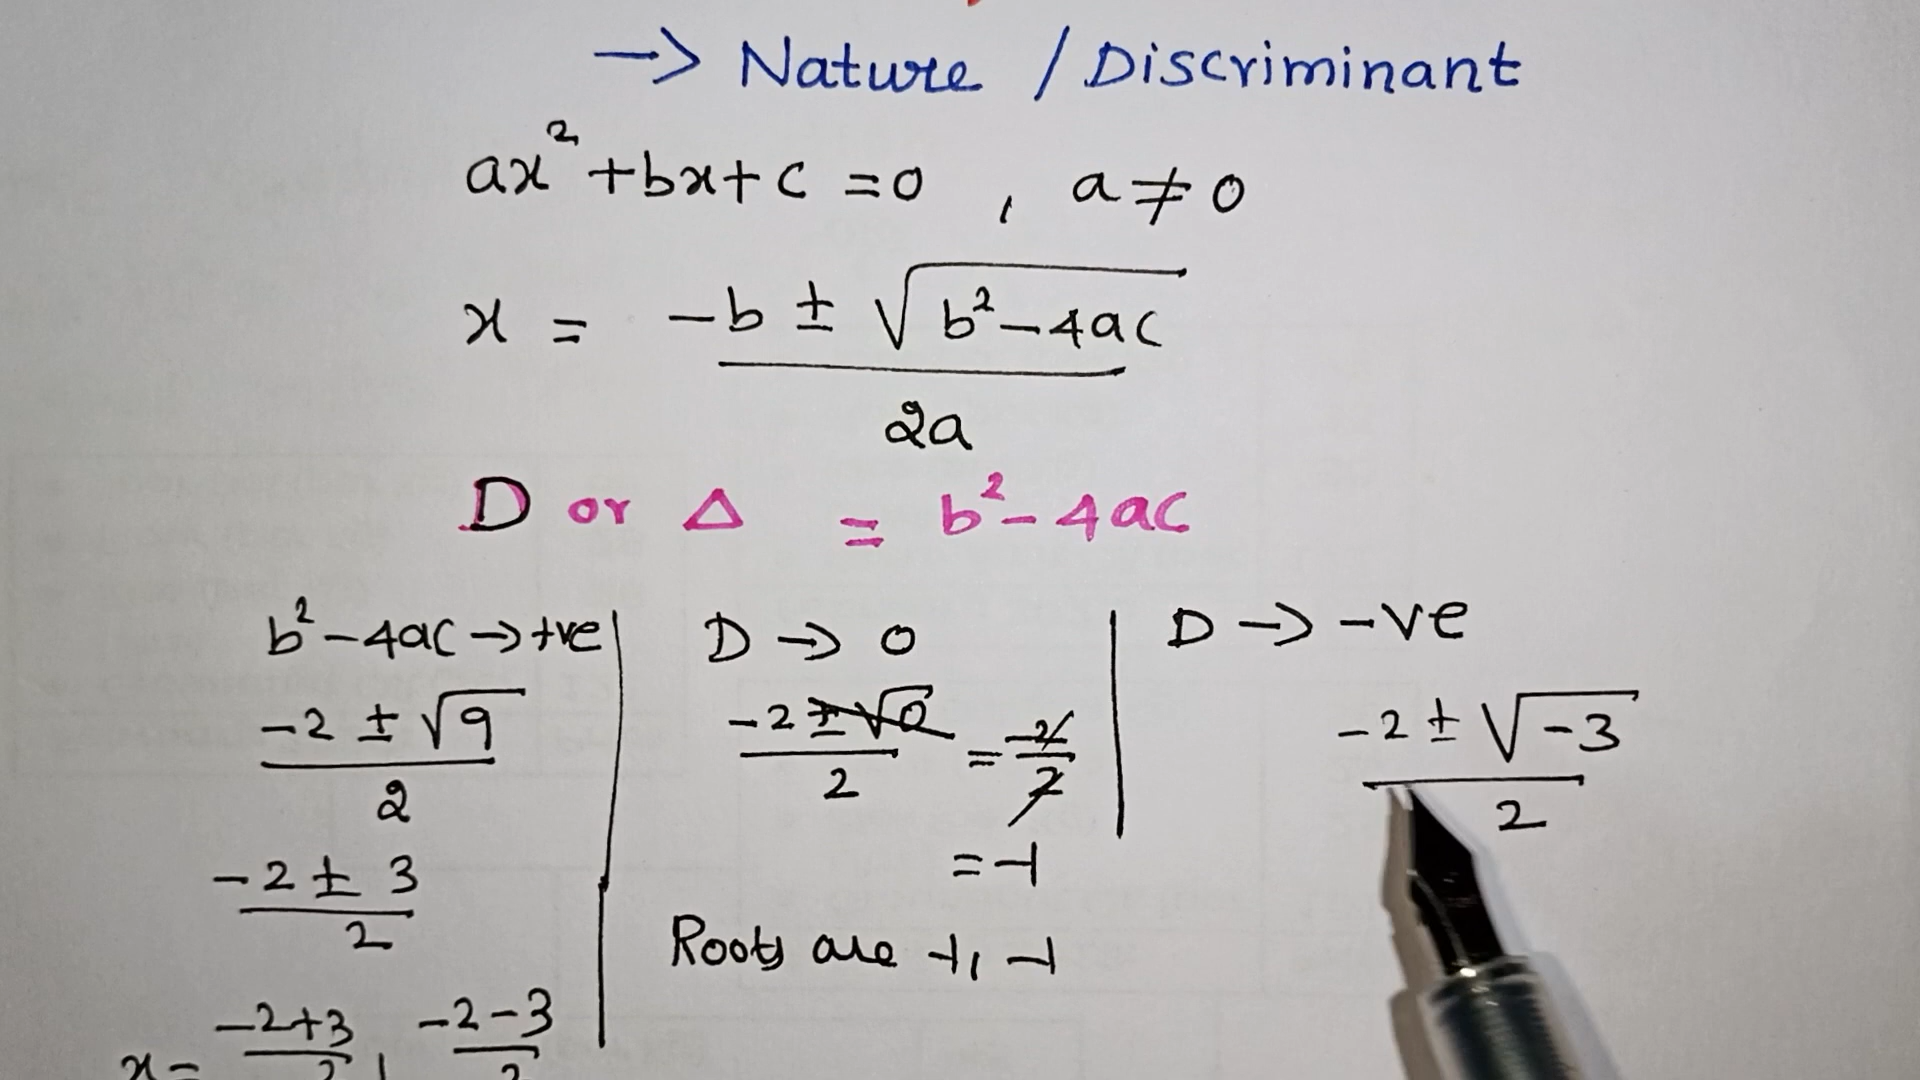 → Nature / Discriminant
ax² + bx + c = 0 , a ≠ 0
x = -b ± √b² - 4ac
2a
D or △ = b² - 4ac
b² - 4ac → +ve
-2 ± √9
2
-2 ± 3
2
x = -2+3 , -2-3
2 2
D → 0
-2 ± √0 = -2
2 2
= -1
Roots are -1, -1
D → -ve
-2 ± √-3
2